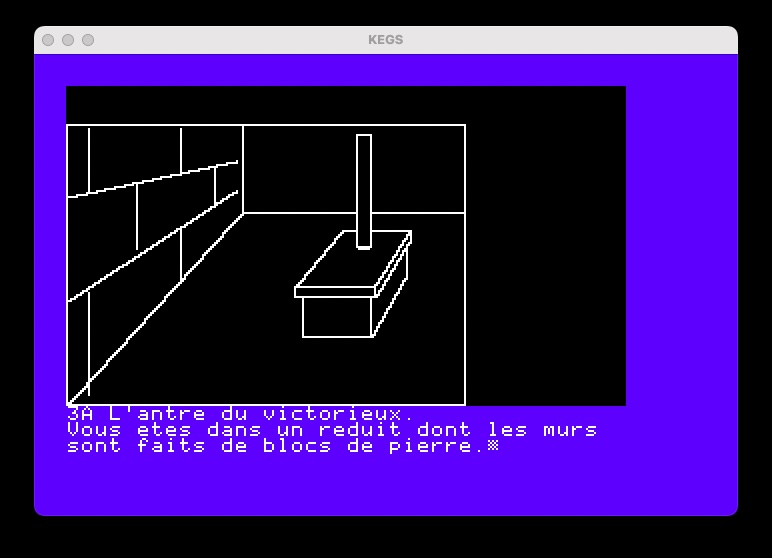 KEGS
3A L'antre du victorieux.
Vous etes dans un reduit dont les murs
sont faits de blocs de pierre.